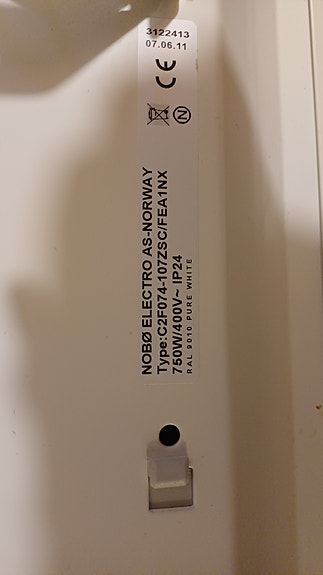 3122413
07.06.11
CE
N
NOBØ ELECTRO AS-NORWAY
Type:C2F074-107ZSC/FEA1NX
750W/400V~ IP24
RAL 9010 PURE WHITE